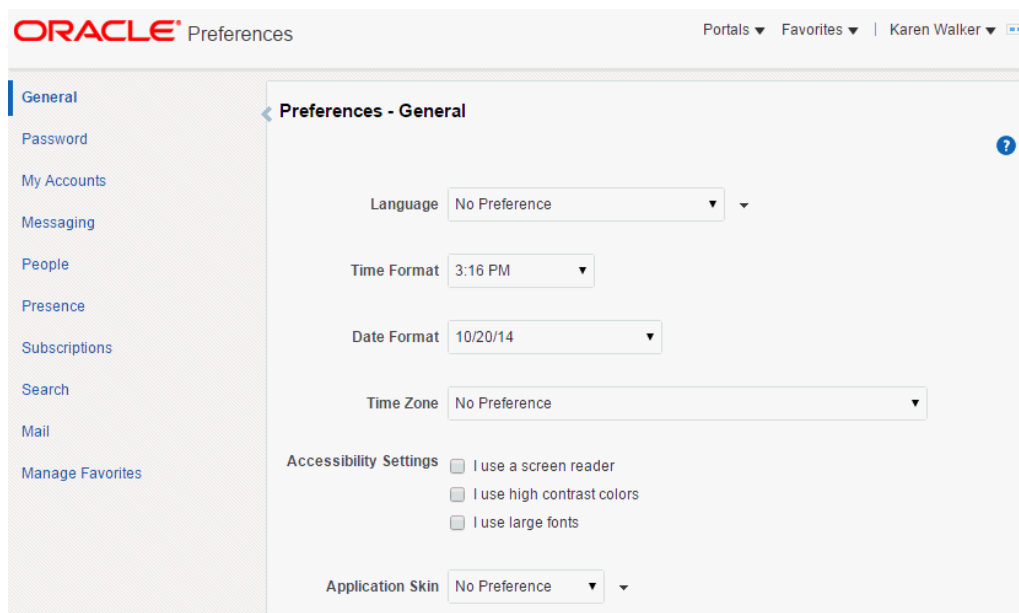 ORACLE® Preferences
Portals Favorites | Karen Walker
General
Password
My Accounts
Messaging
People
Presence
Subscriptions
Search
Mail
Manage Favorites
Preferences - General
?
Language No Preference
Time Format 3:16 PM
Date Format 10/20/14
Time Zone No Preference
Accessibility Settings I use a screen reader
I use high contrast colors
I use large fonts
Application Skin No Preference